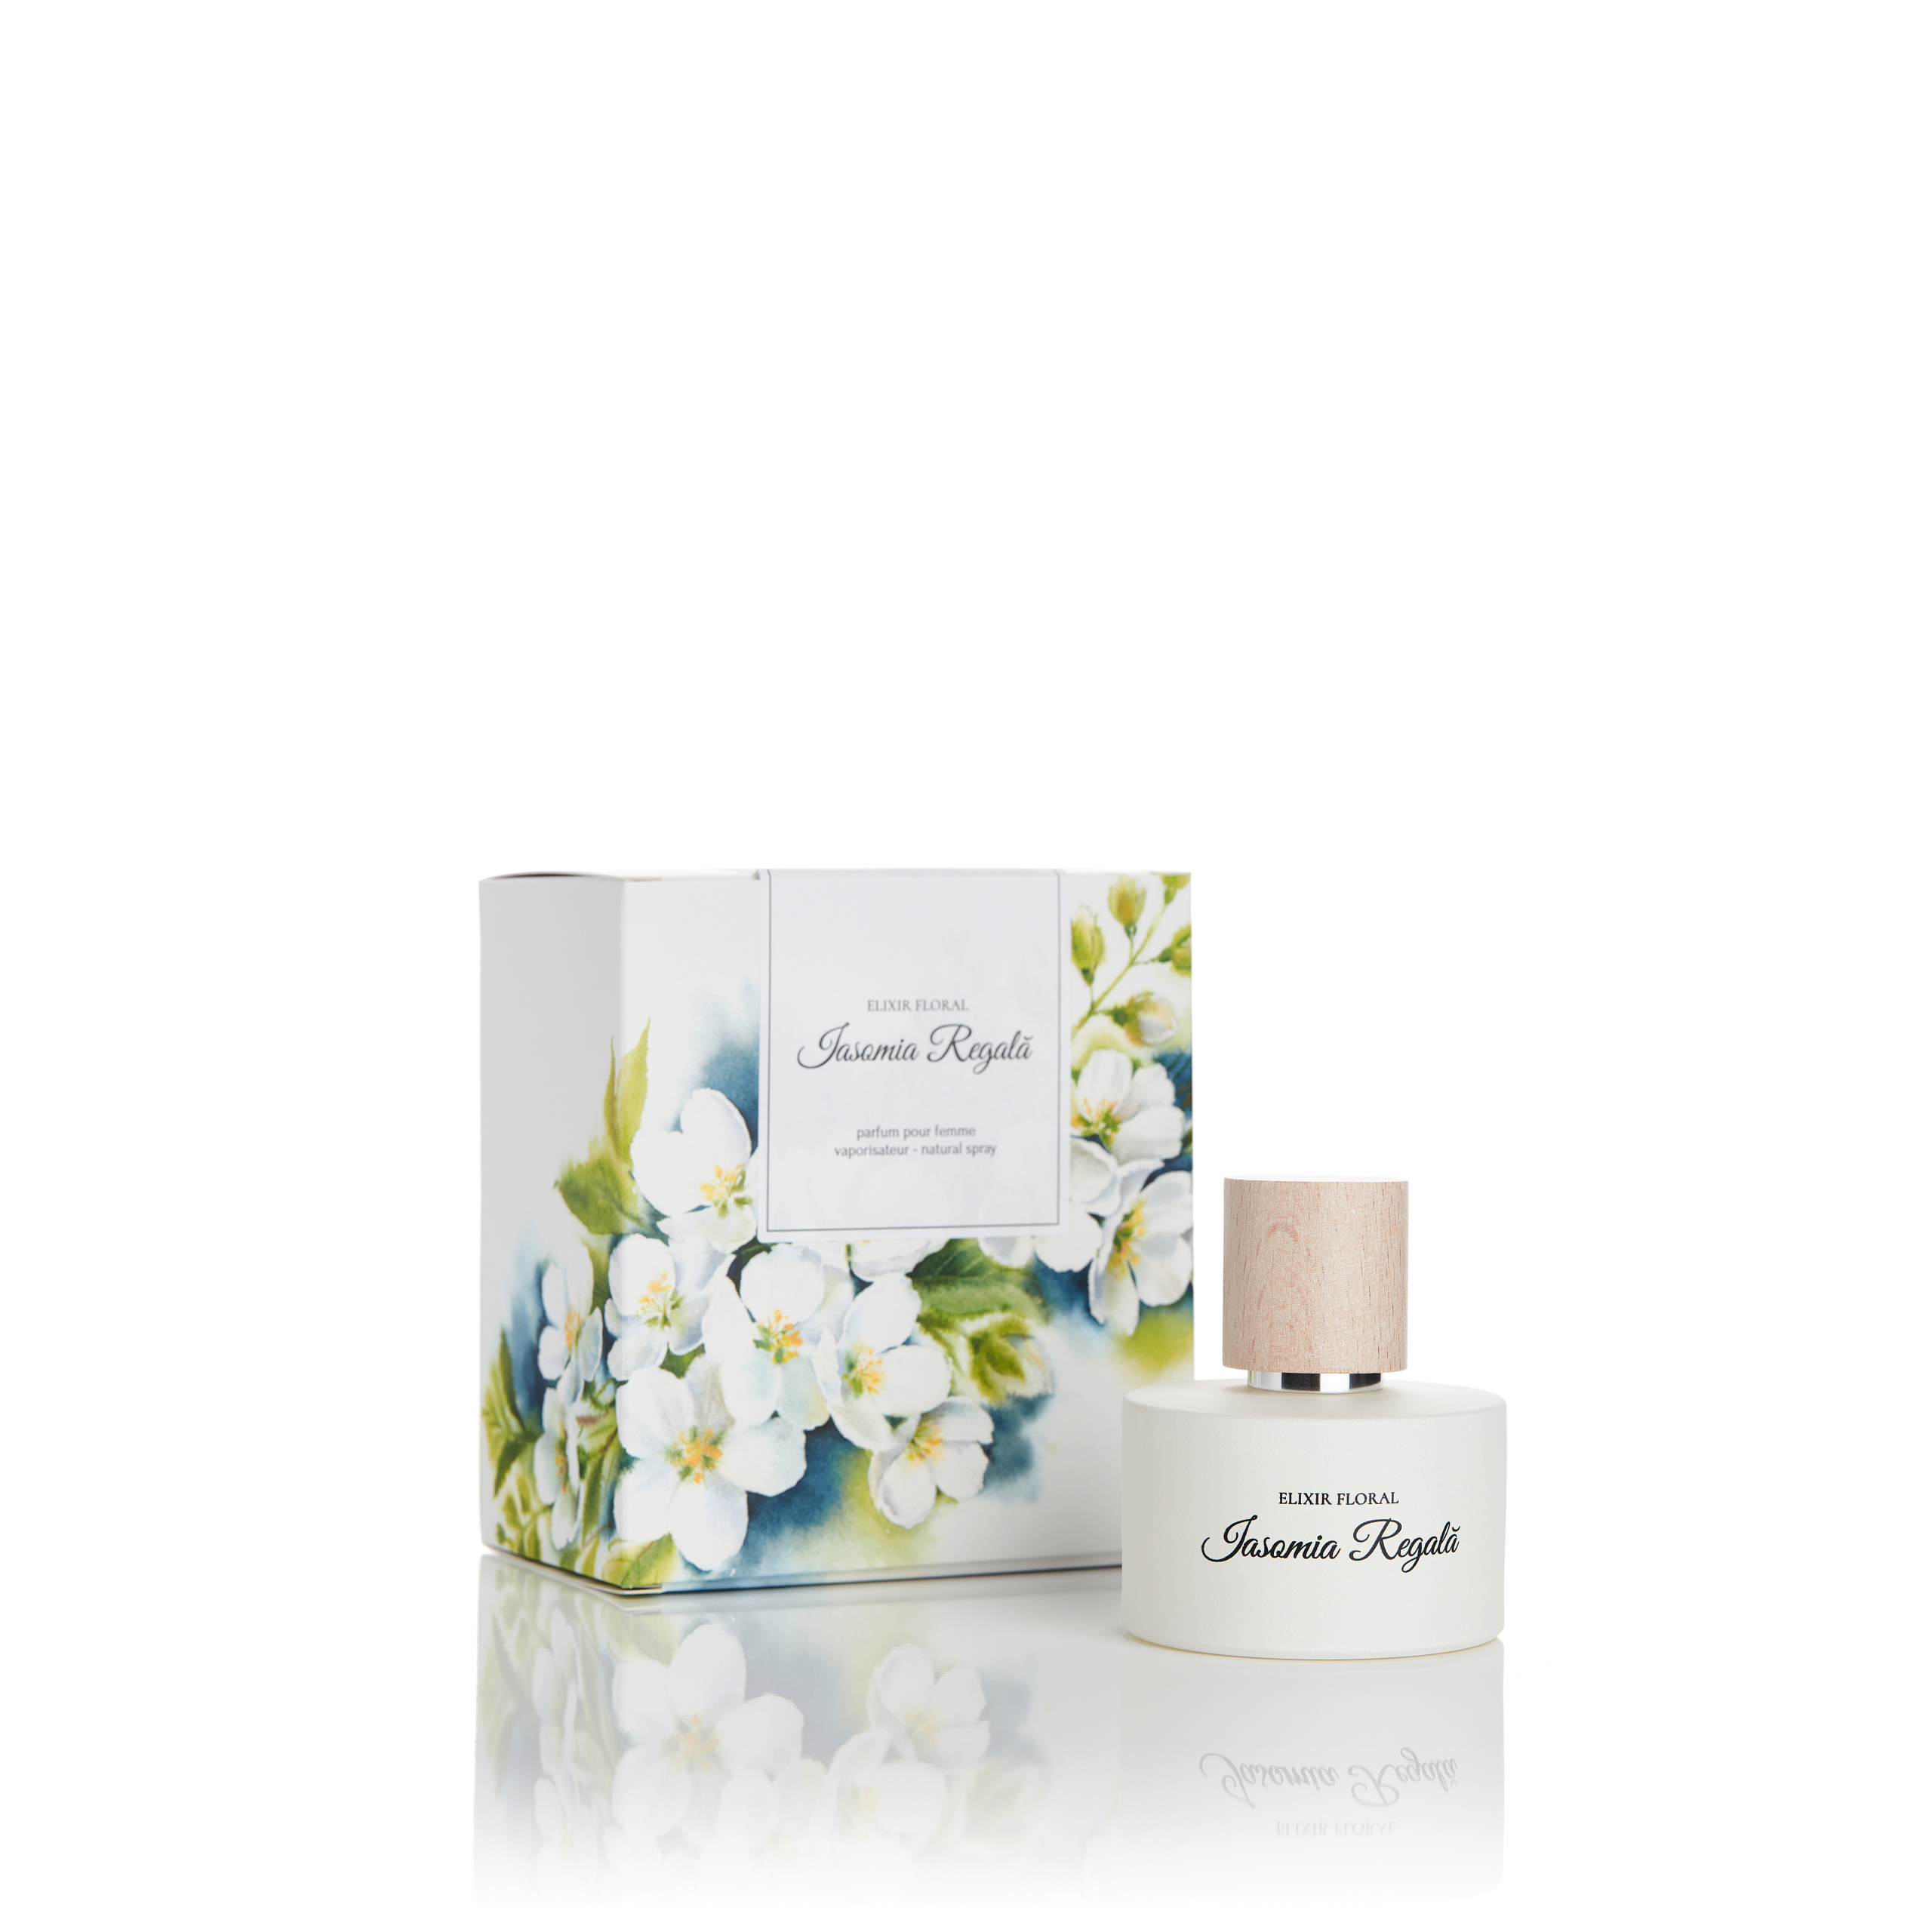 ELIXIR FLORAL
Iasomia Regală
parfum pour femme
vaporisateur - natural spray
ELIXIR FLORAL
Iasomia Regală